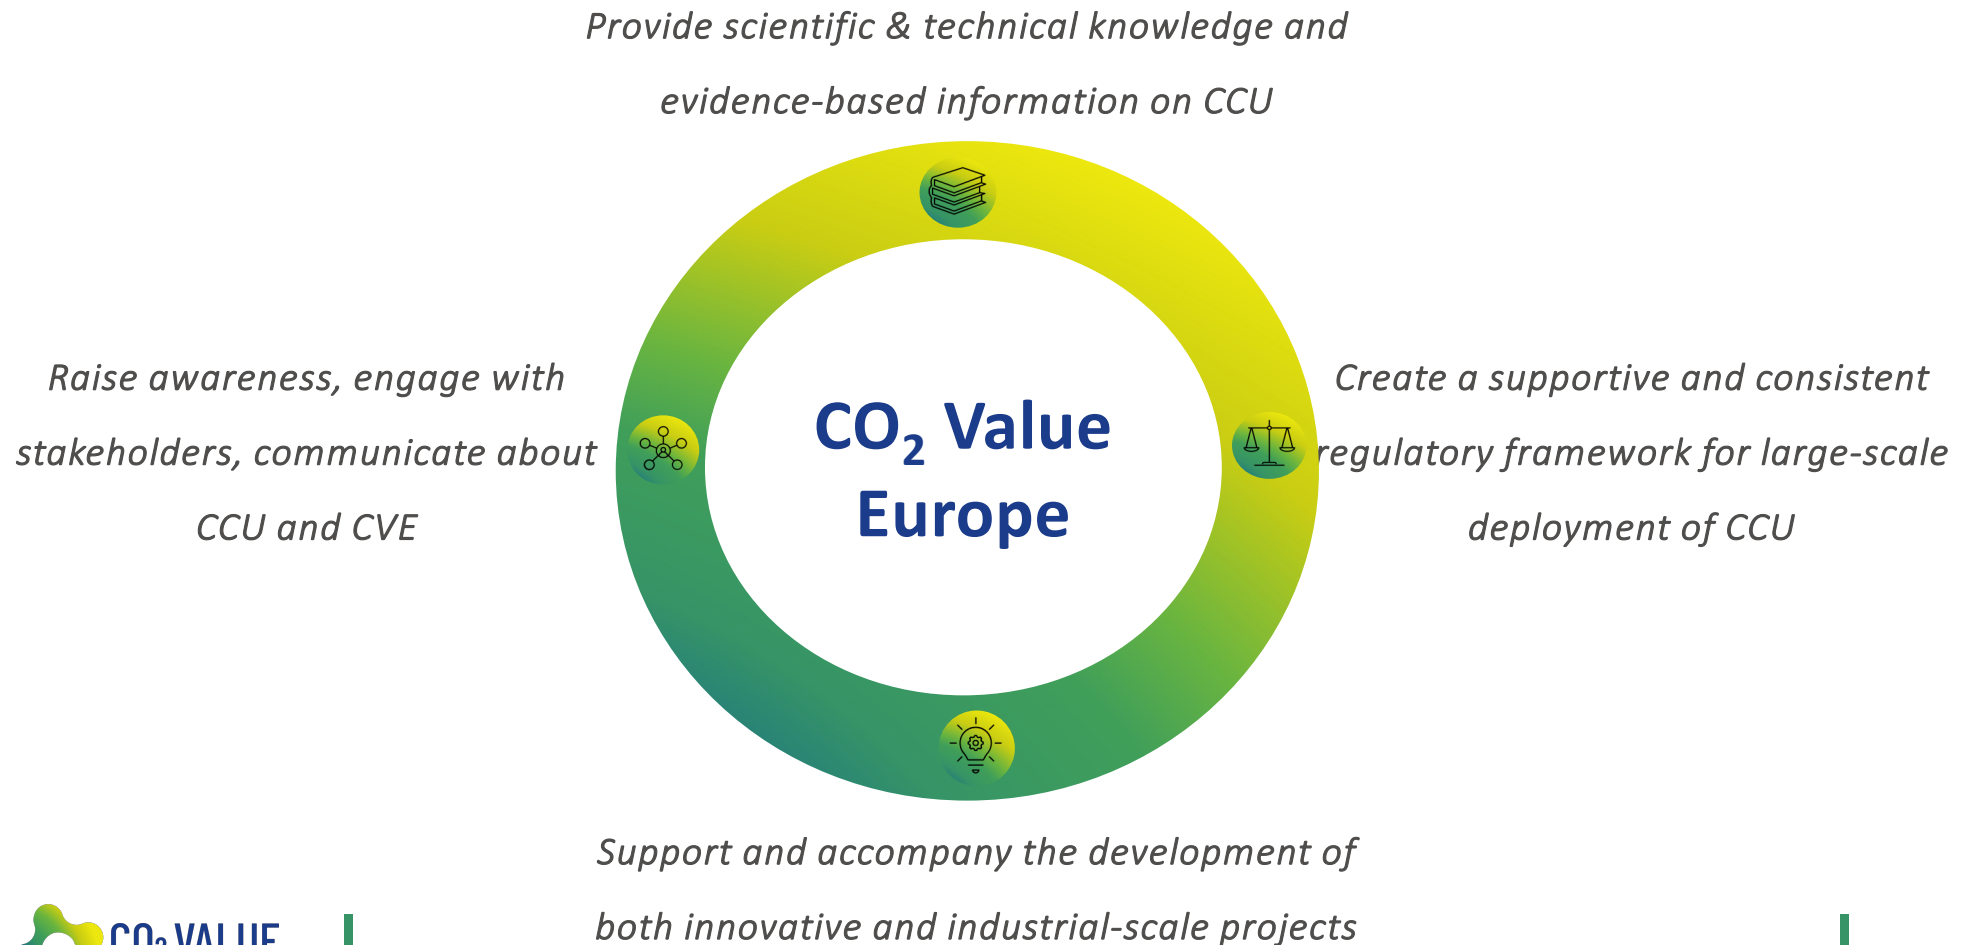 Provide scientific & technical knowledge and
evidence-based information on CCU
Raise awareness, engage with
stakeholders, communicate about
CCU and CVE
CO₂ Value
Europe
Create a supportive and consistent
regulatory framework for large-scale
deployment of CCU
Support and accompany the development of
both innovative and industrial-scale projects
CO₂ VALUE